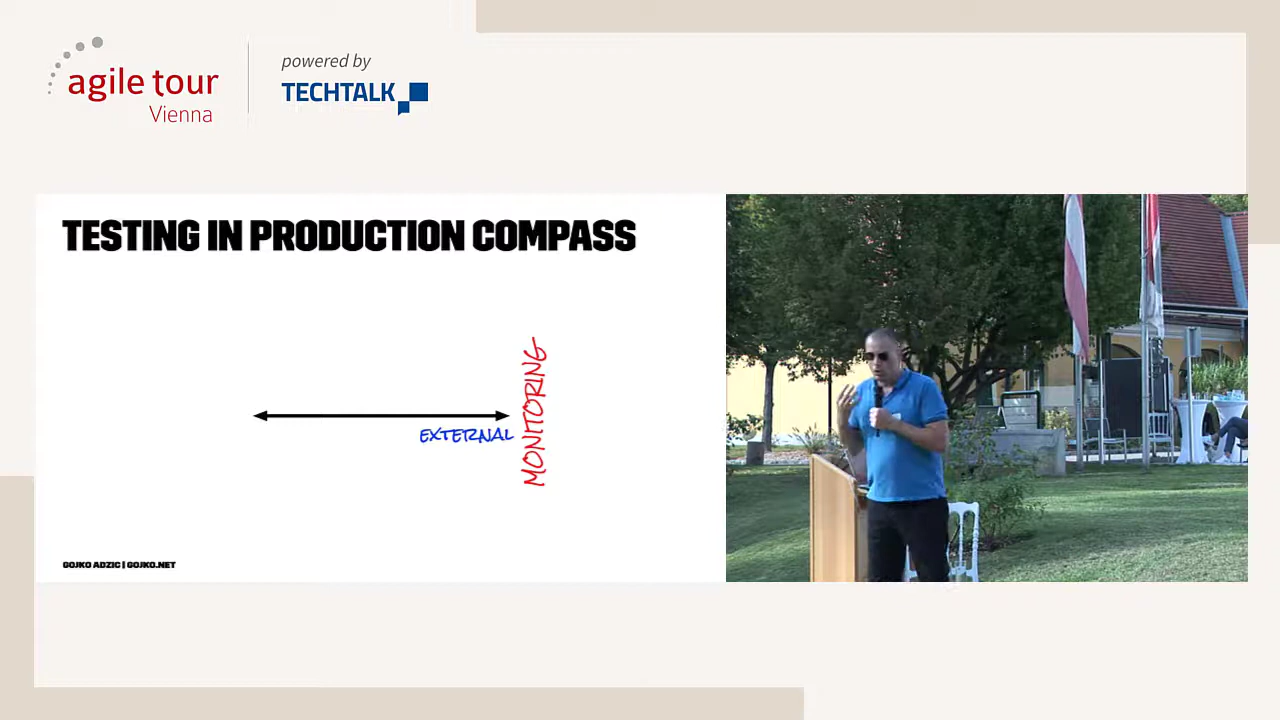 agile tour
Vienna
powered by
TECHTALK
TESTING IN PRODUCTION COMPASS
EXTERNAL
MONITORING
GOJKO ADZIC | GOJKO.NET